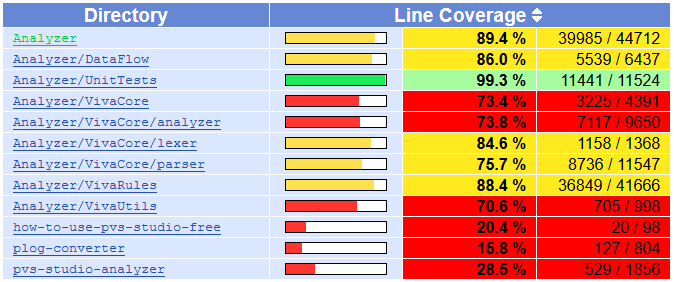 Directory Line Coverage
Analyzer 89.4 % 39985 / 44712
Analyzer/DataFlow 86.0 % 5539 / 6437
Analyzer/UnitTests 99.3 % 11441 / 11524
Analyzer/VivaCore 73.4 % 3225 / 4391
Analyzer/VivaCore/analyzer 73.8 % 7117 / 9650
Analyzer/VivaCore/lexer 84.6 % 1158 / 1368
Analyzer/VivaCore/parser 75.7 % 8736 / 11547
Analyzer/VivaRules 88.4 % 36849 / 41666
Analyzer/VivaUtils 70.6 % 705 / 998
how-to-use-pvs-studio-free 20.4 % 20 / 98
plog-converter 15.8 % 127 / 804
pvs-studio-analyzer 28.5 % 529 / 1856